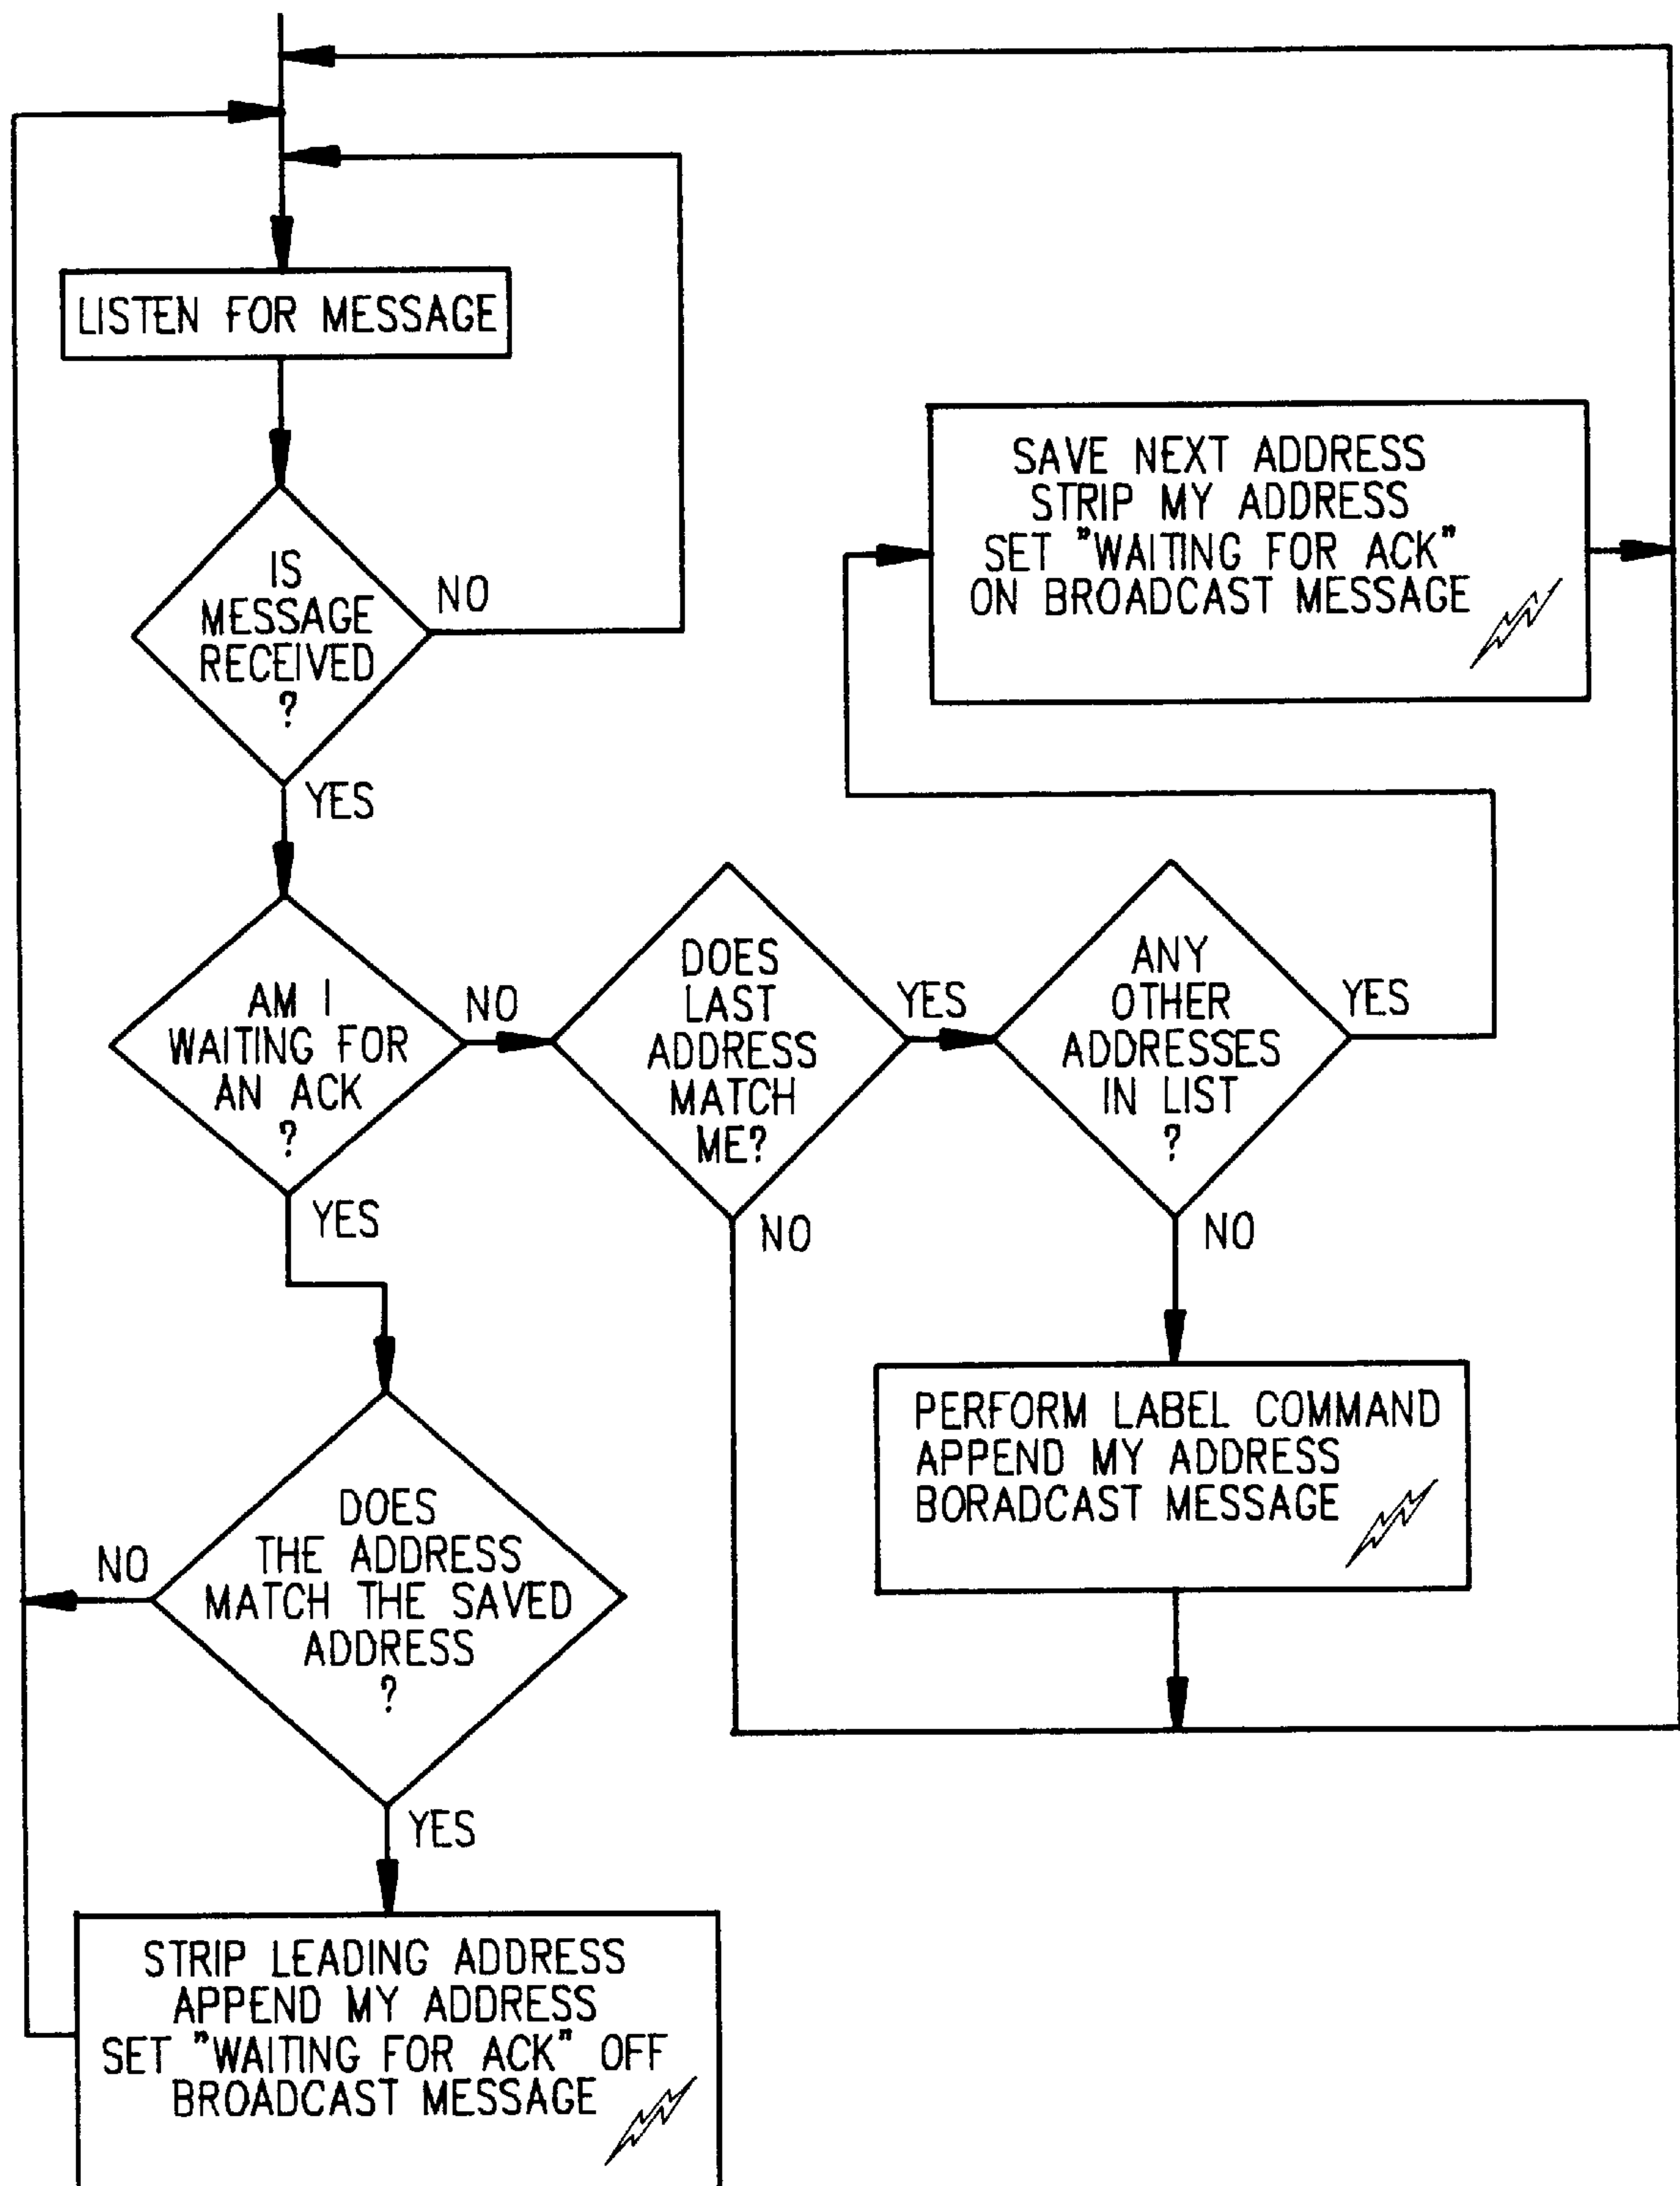 LISTEN FOR MESSAGE
IS
MESSAGE
RECEIVED
?
NO
YES
SAVE NEXT ADDRESS
STRIP MY ADDRESS
SET "WAITING FOR ACK"
ON BROADCAST MESSAGE
AM I
WAITING FOR
AN ACK
?
NO
YES
DOES
LAST
ADDRESS
MATCH
ME?
YES
NO
ANY
OTHER
ADDRESSES
IN LIST
?
YES
NO
PERFORM LABEL COMMAND
APPEND MY ADDRESS
BORADCAST MESSAGE
DOES
THE ADDRESS
MATCH THE SAVED
ADDRESS
?
NO
YES
STRIP LEADING ADDRESS
APPEND MY ADDRESS
SET "WAITING FOR ACK" OFF
BROADCAST MESSAGE